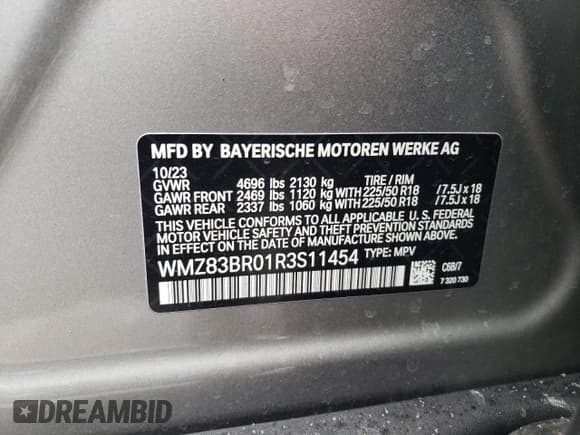 MFD BY BAYERISCHE MOTOREN WERKE AG
10/23
GVWR 4696 lbs 2130 kg TIRE / RIM
GAWR FRONT 2469 lbs 1120 kg WITH 225/50 R18 /7.5J x 18
GAWR REAR 2337 lbs 1060 kg WITH 225/50 R18 /7.5J x 18
THIS VEHICLE CONFORMS TO ALL APPLICABLE U. S. FEDERAL
MOTOR VEHICLE SAFETY AND THEFT PREVENTION STANDARDS
IN EFFECT ON THE DATE OF MANUFACTURE SHOWN ABOVE.
WMZ83BR01R3S11454 TYPE: MPV
C6B/7
7 320 730
DREAMBID